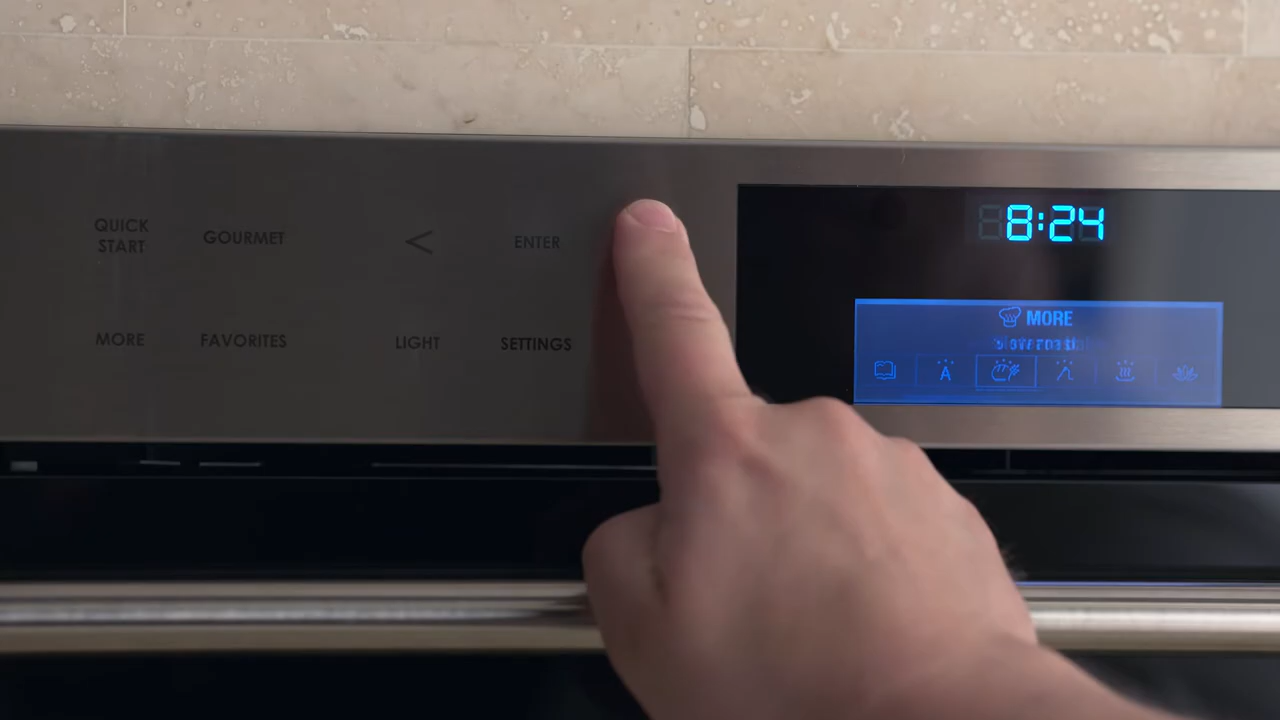 QUICK
START
GOURMET
<
ENTER
MORE
FAVORITES
LIGHT
SETTINGS
8:24
MORE
A